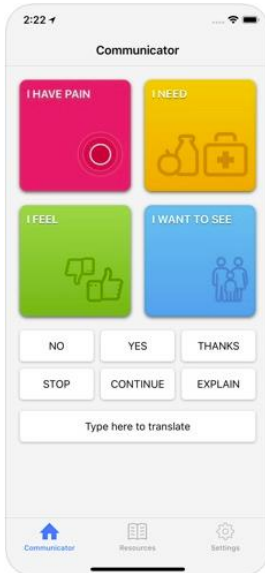 2:22
Communicator
I HAVE PAIN
I NEED
I FEEL
I WANT TO SEE
NO
YES
THANKS
STOP
CONTINUE
EXPLAIN
Type here to translate
Communicator
Resources
Settings